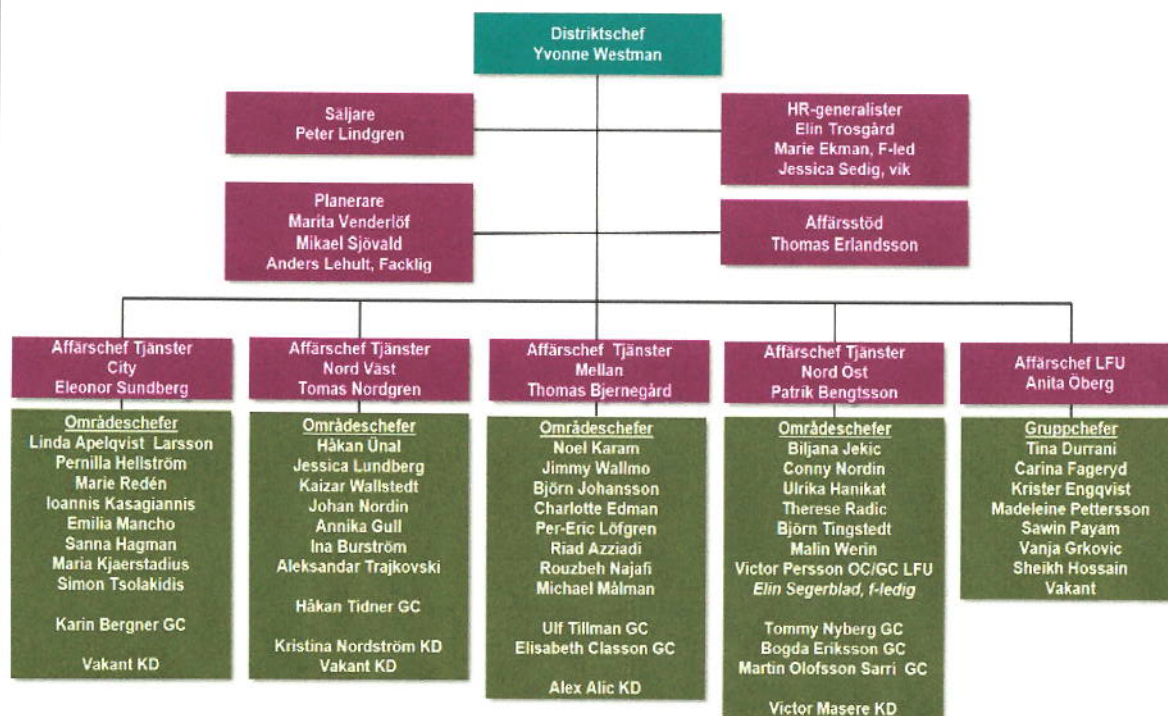 Distriktschef
Yvonne Westman
Säljare
Peter Lindgren
HR-generalister
Elin Trosgård
Marie Ekman, F-led
Jessica Sedig, vik
Planerare
Marita Venderlöf
Mikael Sjövald
Anders Lehult, Facklig
Affärsstöd
Thomas Erlandsson
Affärschef Tjänster
City
Eleonor Sundberg
Områdeschefer
Linda Apelqvist Larsson
Pernilla Hellström
Marie Redén
Ioannis Kasagiannis
Emilia Mancho
Sanna Hagman
Maria Kjaerstadius
Simon Tsolakidis
Karin Bergner GC
Vakant KD
Affärschef Tjänster
Nord Väst
Tomas Nordgren
Områdeschefer
Håkan Ünal
Jessica Lundberg
Kaizar Wallstedt
Johan Nordin
Annika Gull
Ina Burström
Aleksandar Trajkovski
Håkan Tidner GC
Kristina Nordström KD
Vakant KD
Affärschef Tjänster
Mellan
Thomas Bjernegård
Områdeschefer
Noel Karam
Jimmy Wallmo
Björn Johansson
Charlotte Edman
Per-Eric Löfgren
Riad Azziadi
Rouzbeh Najafi
Michael Målman
Ulf Tillman GC
Elisabeth Classon GC
Alex Alic KD
Affärschef Tjänster
Nord Öst
Patrik Bengtsson
Områdeschefer
Biljana Jekic
Conny Nordin
Ulrika Hanikat
Therese Radic
Björn Tingstedt
Malin Werin
Victor Persson OC/GC LFU
Elin Segerblad, f-ledig
Tommy Nyberg GC
Bogda Eriksson GC
Martin Olofsson Sarri GC
Victor Masere KD
Affärschef LFU
Anita Öberg
Gruppchefer
Tina Durrani
Carina Fageryd
Krister Engqvist
Madeleine Pettersson
Sawin Payam
Vanja Grkovic
Sheikh Hossain
Vakant